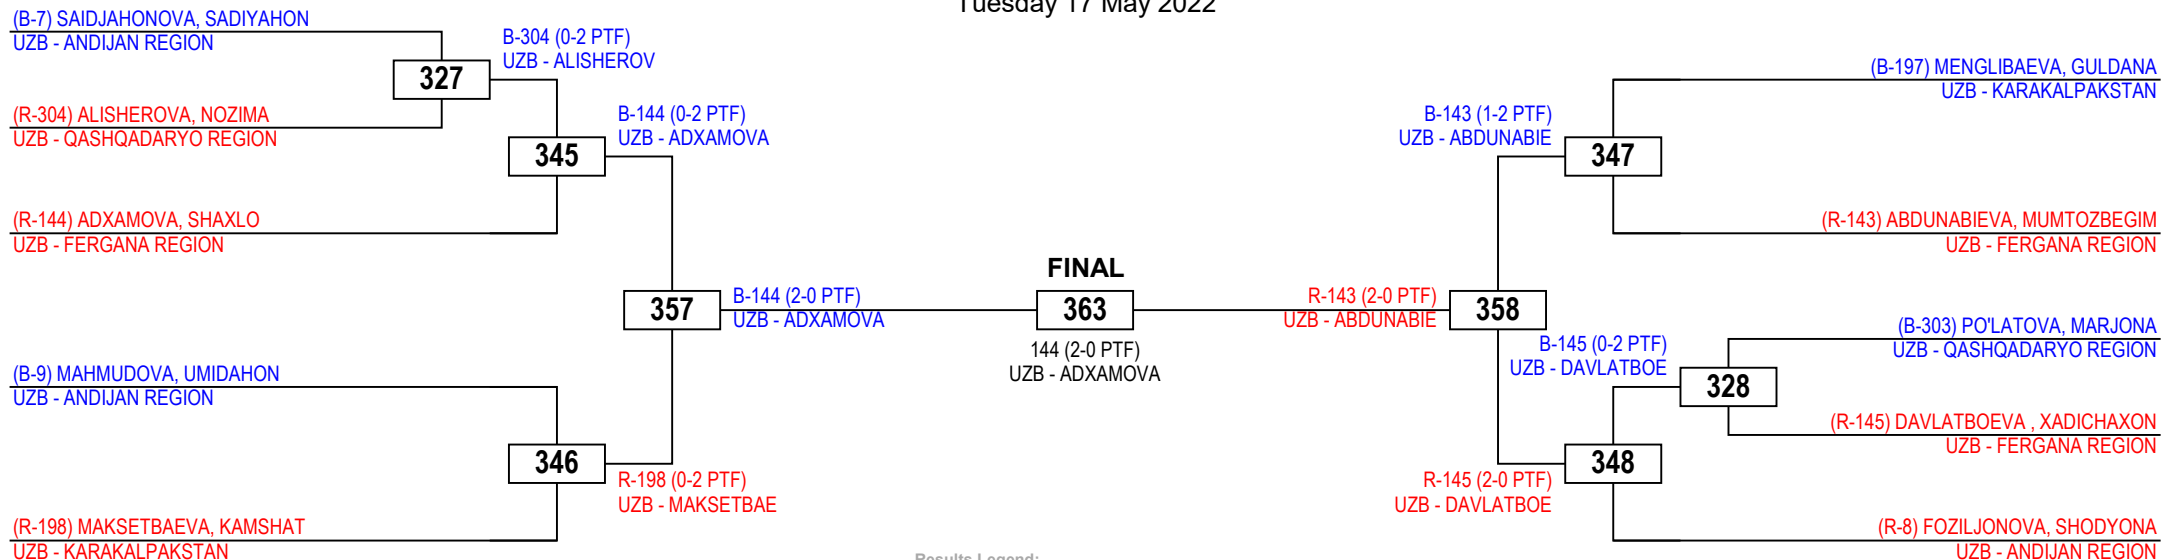 Tuesday 17 May 2022
(B-7) SAIDJAHONOVA, SADIYAHON
UZB - ANDIJAN REGION
327
B-304 (0-2 PTF)
UZB - ALISHEROV
(R-304) ALISHEROVA, NOZIMA
UZB - QASHQADARYO REGION
345
B-144 (0-2 PTF)
UZB - ADXAMOVA
(R-144) ADXAMOVA, SHAXLO
UZB - FERGANA REGION
357
B-144 (2-0 PTF)
UZB - ADXAMOVA
(B-9) MAHMUDOVA, UMIDAHON
UZB - ANDIJAN REGION
346
R-198 (0-2 PTF)
UZB - MAKSETBAE
(R-198) MAKSETBAEVA, KAMSHAT
UZB - KARAKALPAKSTAN
FINAL
363
144 (2-0 PTF)
UZB - ADXAMOVA
(B-197) MENGLIBAEVA, GULDANA
UZB - KARAKALPAKSTAN
B-143 (1-2 PTF)
UZB - ABDUNABIE
347
(R-143) ABDUNABIEVA, MUMTOZBEGIM
UZB - FERGANA REGION
R-143 (2-0 PTF)
UZB - ABDUNABIE
358
(B-303) PO'LATOVA, MARJONA
UZB - QASHQADARYO REGION
B-145 (0-2 PTF)
UZB - DAVLATBOE
328
(R-145) DAVLATBOEVA , XADICHAXON
UZB - FERGANA REGION
348
R-145 (2-0 PTF)
UZB - DAVLATBOE
(R-8) FOZILJONOVA, SHODYONA
UZB - ANDIJAN REGION
Results Legend: